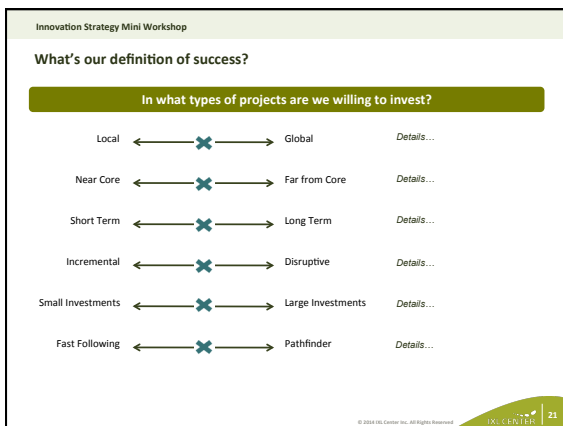 Innovation Strategy Mini Workshop
What's our definition of success?
In what types of projects are we willing to invest?
Local Global Details...
Near Core Far from Core Details...
Short Term Long Term Details...
Incremental Disruptive Details...
Small Investments Large Investments Details...
Fast Following Pathfinder Details...
© 2014 IXL Center Inc. All Rights Reserved IXL CENTER 21